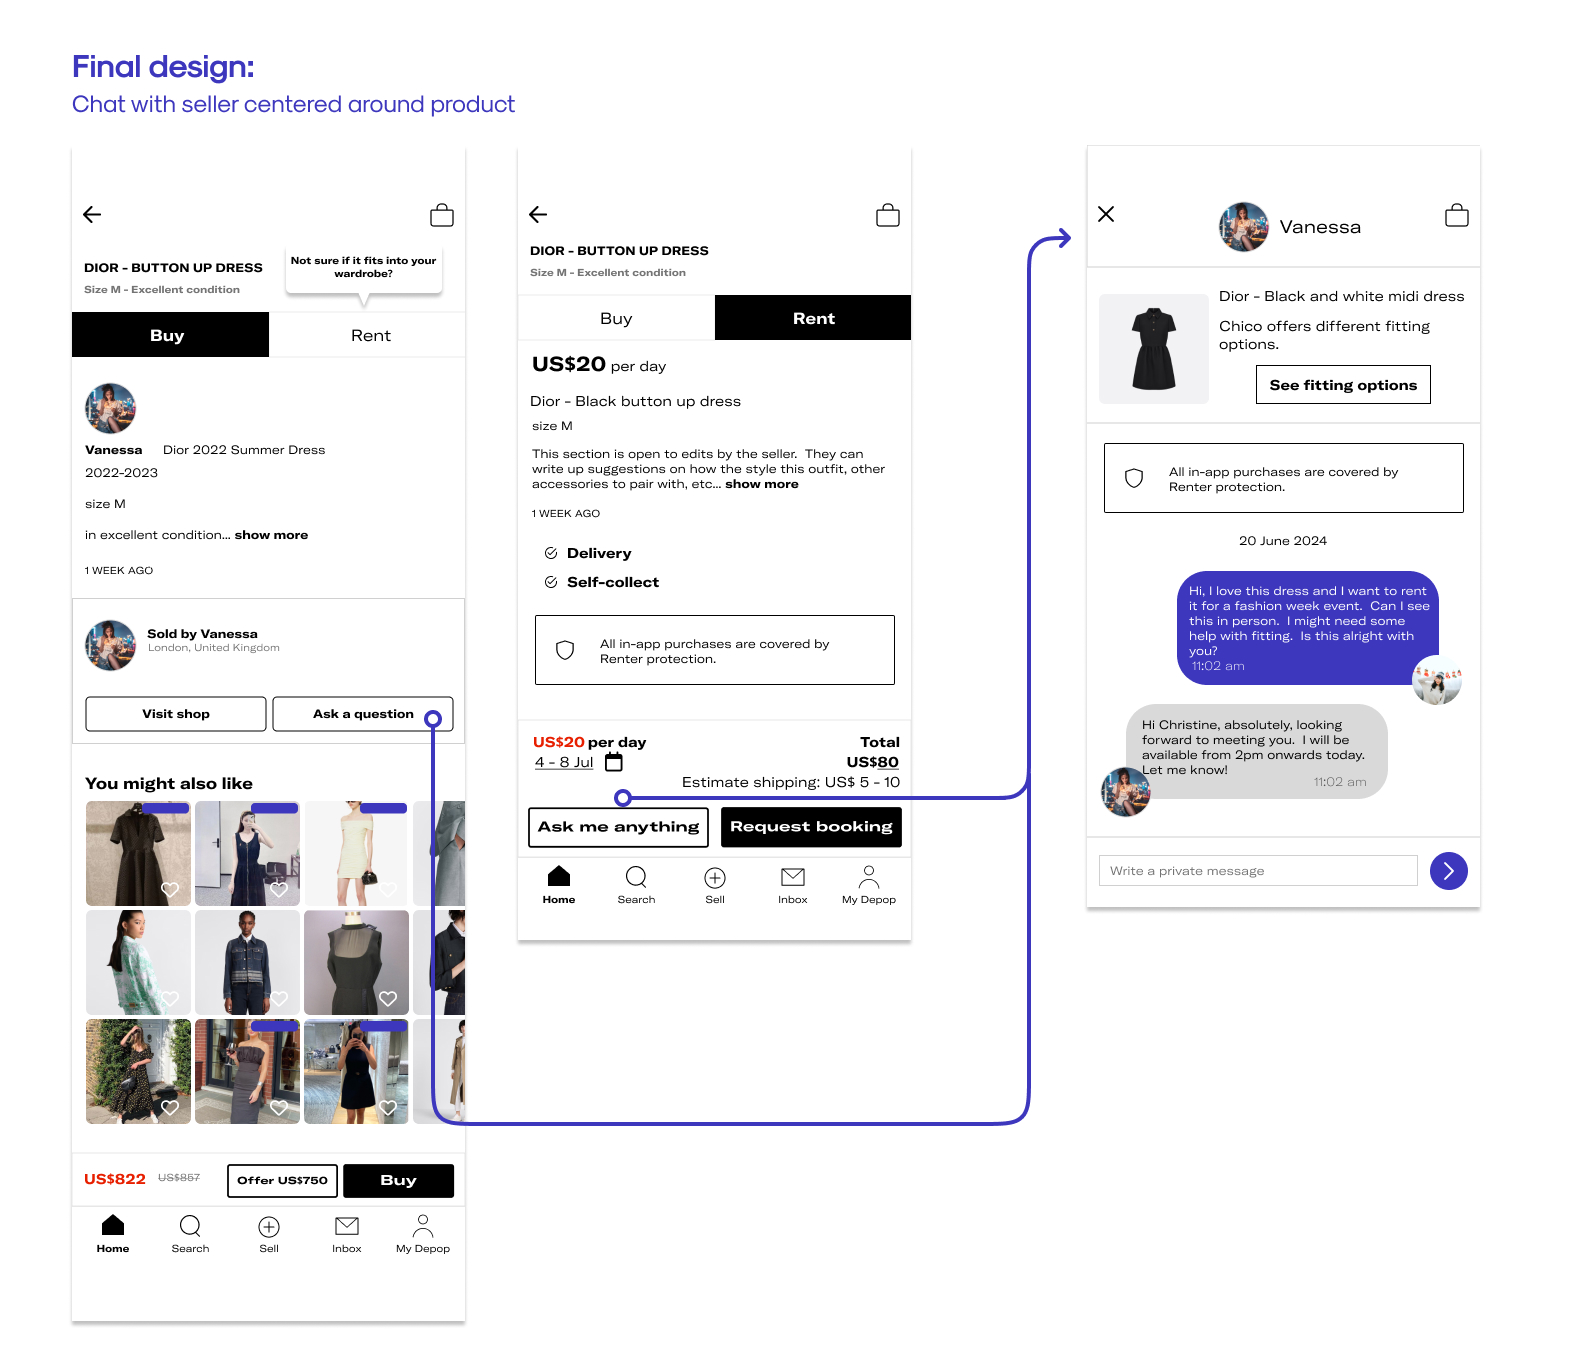 Final design:
Chat with seller centered around product
DIOR - BUTTON UP DRESS
Size M - Excellent condition
Not sure if it fits into your
wardrobe?
Buy
Rent
Vanessa Dior 2022 Summer Dress
2022-2023
size M
in excellent condition... show more
1 WEEK AGO
Sold by Vanessa
London, United Kingdom
Visit shop
Ask a question
You might also like
US$822 US$857
Offer US$750
Buy
Home
Search
Sell
Inbox
My Depop
DIOR - BUTTON UP DRESS
Size M - Excellent condition
Buy
Rent
US$20 per day
Dior - Black button up dress
size M
This section is open to edits by the seller. They can
write up suggestions on how the style this outfit, other
accessories to pair with, etc... show more
1 WEEK AGO
Delivery
Self-collect
All in-app purchases are covered by
Renter protection.
US$20 per day
4 - 8 Jul
Total
US$80
Estimate shipping: US$ 5 - 10
Ask me anything
Request booking
Home
Search
Sell
Inbox
My Depop
Vanessa
Dior - Black and white midi dress
Chico offers different fitting
options.
See fitting options
All in-app purchases are covered by
Renter protection.
20 June 2024
Hi, I love this dress and I want to rent
it for a fashion week event. Can I see
this in person. I might need some
help with fitting. Is this alright with
you?
11:02 am
Hi Christine, absolutely, looking
forward to meeting you. I will be
available from 2pm onwards today.
Let me know!
11:02 am
Write a private message